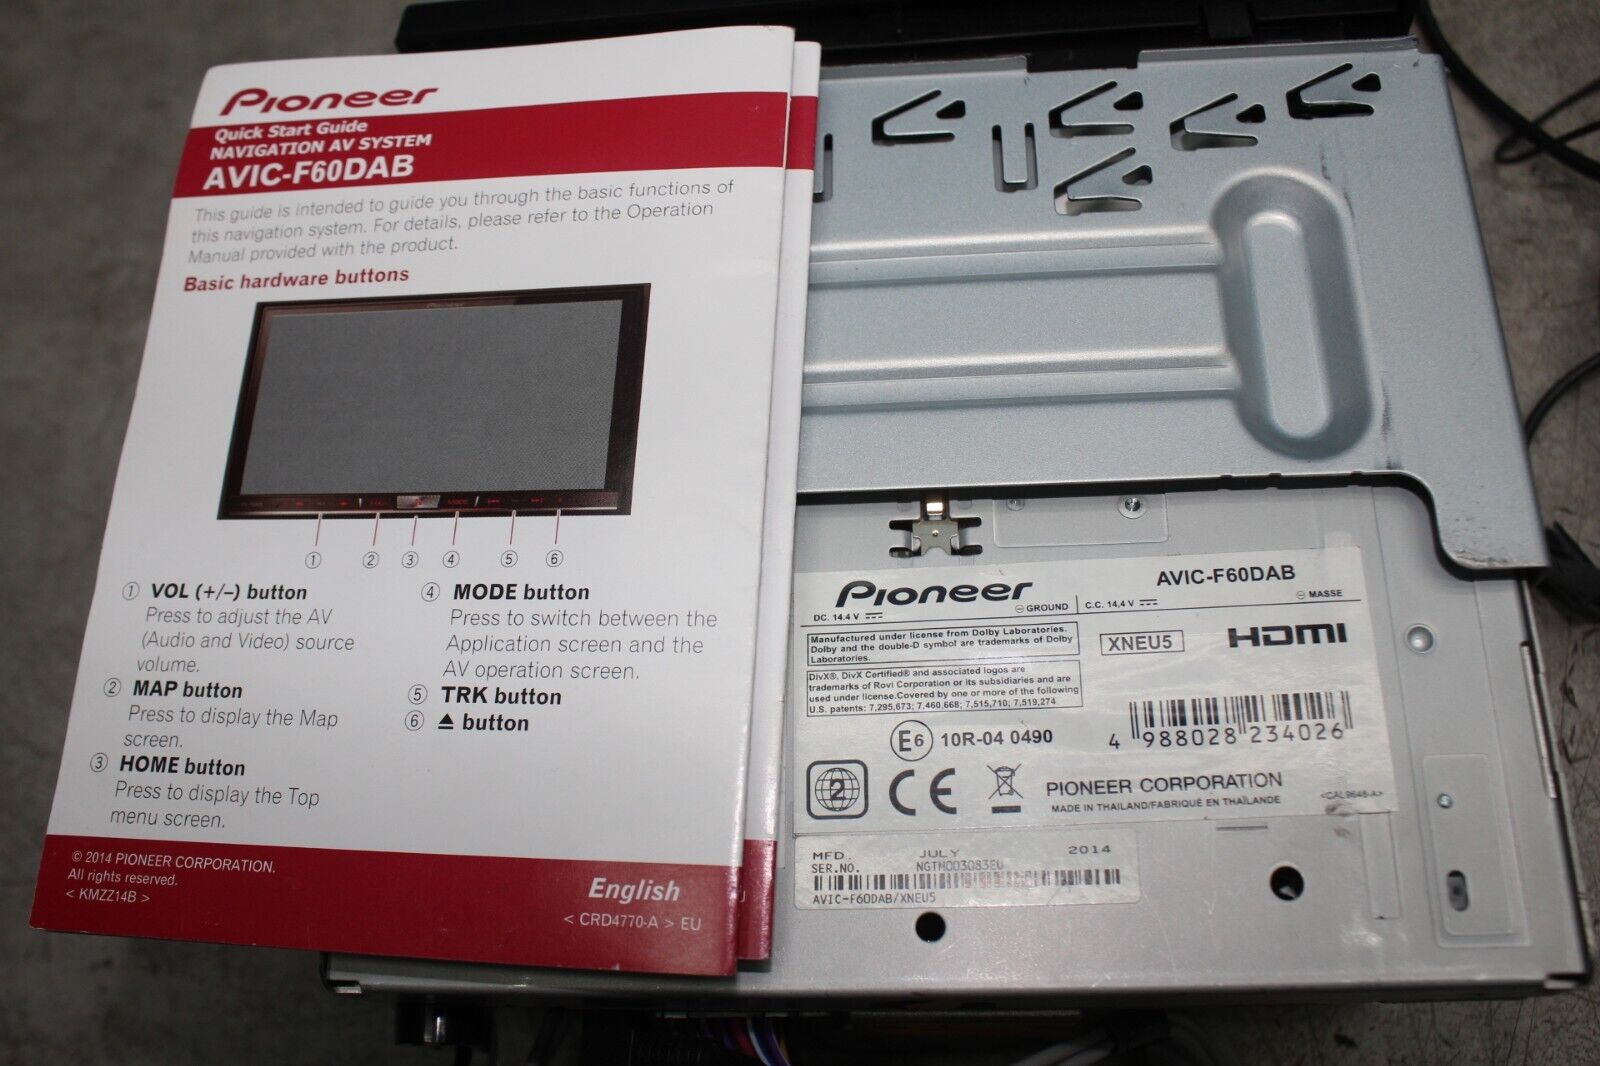 Pioneer
Quick Start Guide
NAVIGATION AV SYSTEM
AVIC-F60DAB
This guide is intended to guide you through the basic functions of
this navigation system. For details, please refer to the Operation
Manual provided with the product.
Basic hardware buttons
Pioneer
① ② ③ ④ ⑤ ⑥
① VOL (+/–) button
Press to adjust the AV
(Audio and Video) source
volume.
② MAP button
Press to display the Map
screen.
③ HOME button
Press to display the Top
menu screen.
④ MODE button
Press to switch between the
Application screen and the
AV operation screen.
⑤ TRK button
⑥ ⏏ button
© 2014 PIONEER CORPORATION.
All rights reserved.
< KMZZ14B >
English
< CRD4770-A > EU
U
Pioneer
AVIC-F60DAB
DC. 14.4 V ⎓ ⊖ GROUND
C.C. 14,4 V ⎓ ⊖ MASSE
Manufactured under license from Dolby Laboratories.
Dolby and the double-D symbol are trademarks of Dolby
Laboratories.
XNEU5
HDMI
DivX®, DivX Certified® and associated logos are
trademarks of Rovi Corporation or its subsidiaries and are
used under license.Covered by one or more of the following
U.S. patents: 7,295,673; 7,460,668; 7,515,710; 7,519,274
E6 10R-04 0490
4 988028 234026
2 CE
PIONEER CORPORATION
MADE IN THAILAND/FABRIQUÉ EN THAÏLANDE
<CAL9648-A>
MFD. JULY 2014
SER.NO. NGTM003083EU
AVIC-F60DAB/XNEU5